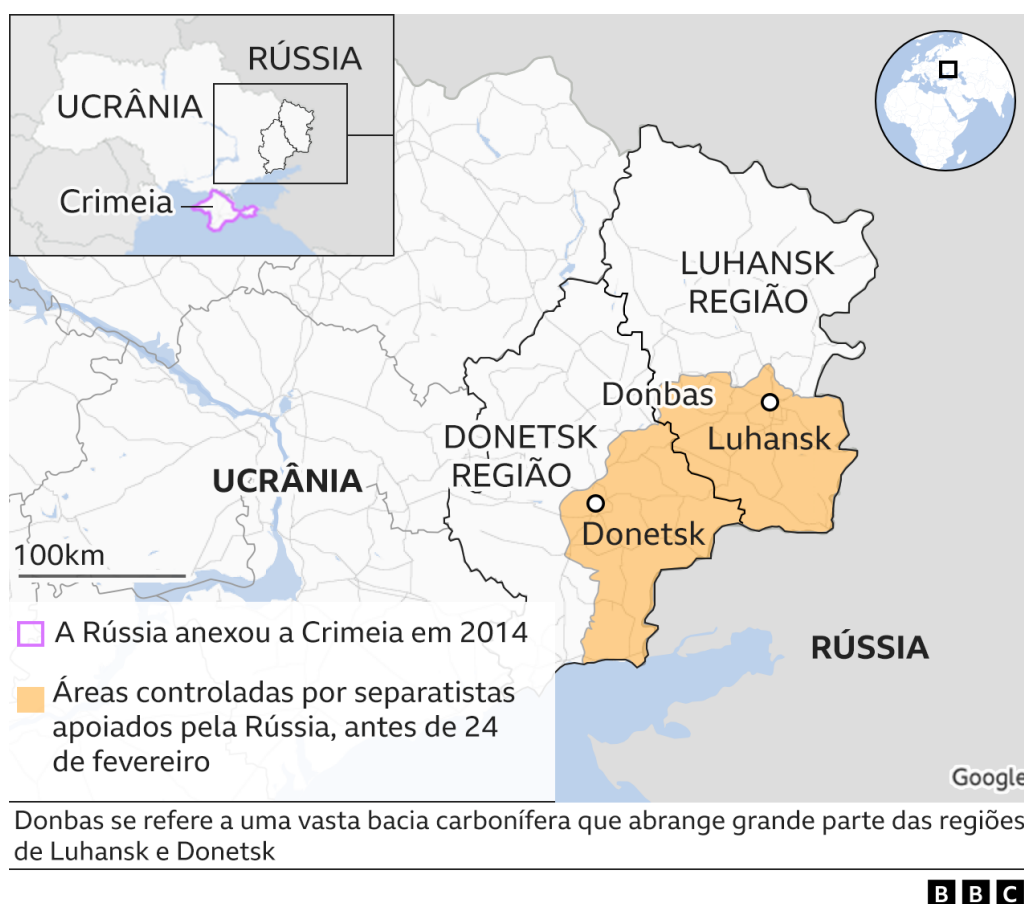 RÚSSIA
UCRÂNIA
Crimeia
LUHANSK
REGIÃO
Donbas
DONETSK
REGIÃO
Luhansk
UCRÂNIA
Donetsk
100km
RÚSSIA
A Rússia anexou a Crimeia em 2014
Áreas controladas por separatistas
apoiados pela Rússia, antes de 24
de fevereiro
Google
Donbas se refere a uma vasta bacia carbonífera que abrange grande parte das regiões
de Luhansk e Donetsk
BBC